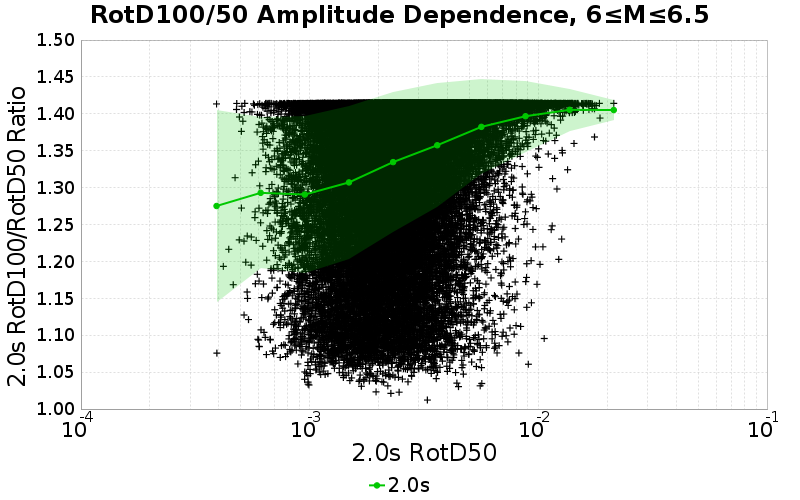 RotD100/50 Amplitude Dependence, 6≤M≤6.5
2.0s RotD100/RotD50 Ratio
1.50
1.45
1.40
1.35
1.30
1.25
1.20
1.15
1.10
1.05
1.00
10^-4 10^-3 10^-2 10^-1
2.0s RotD50
2.0s